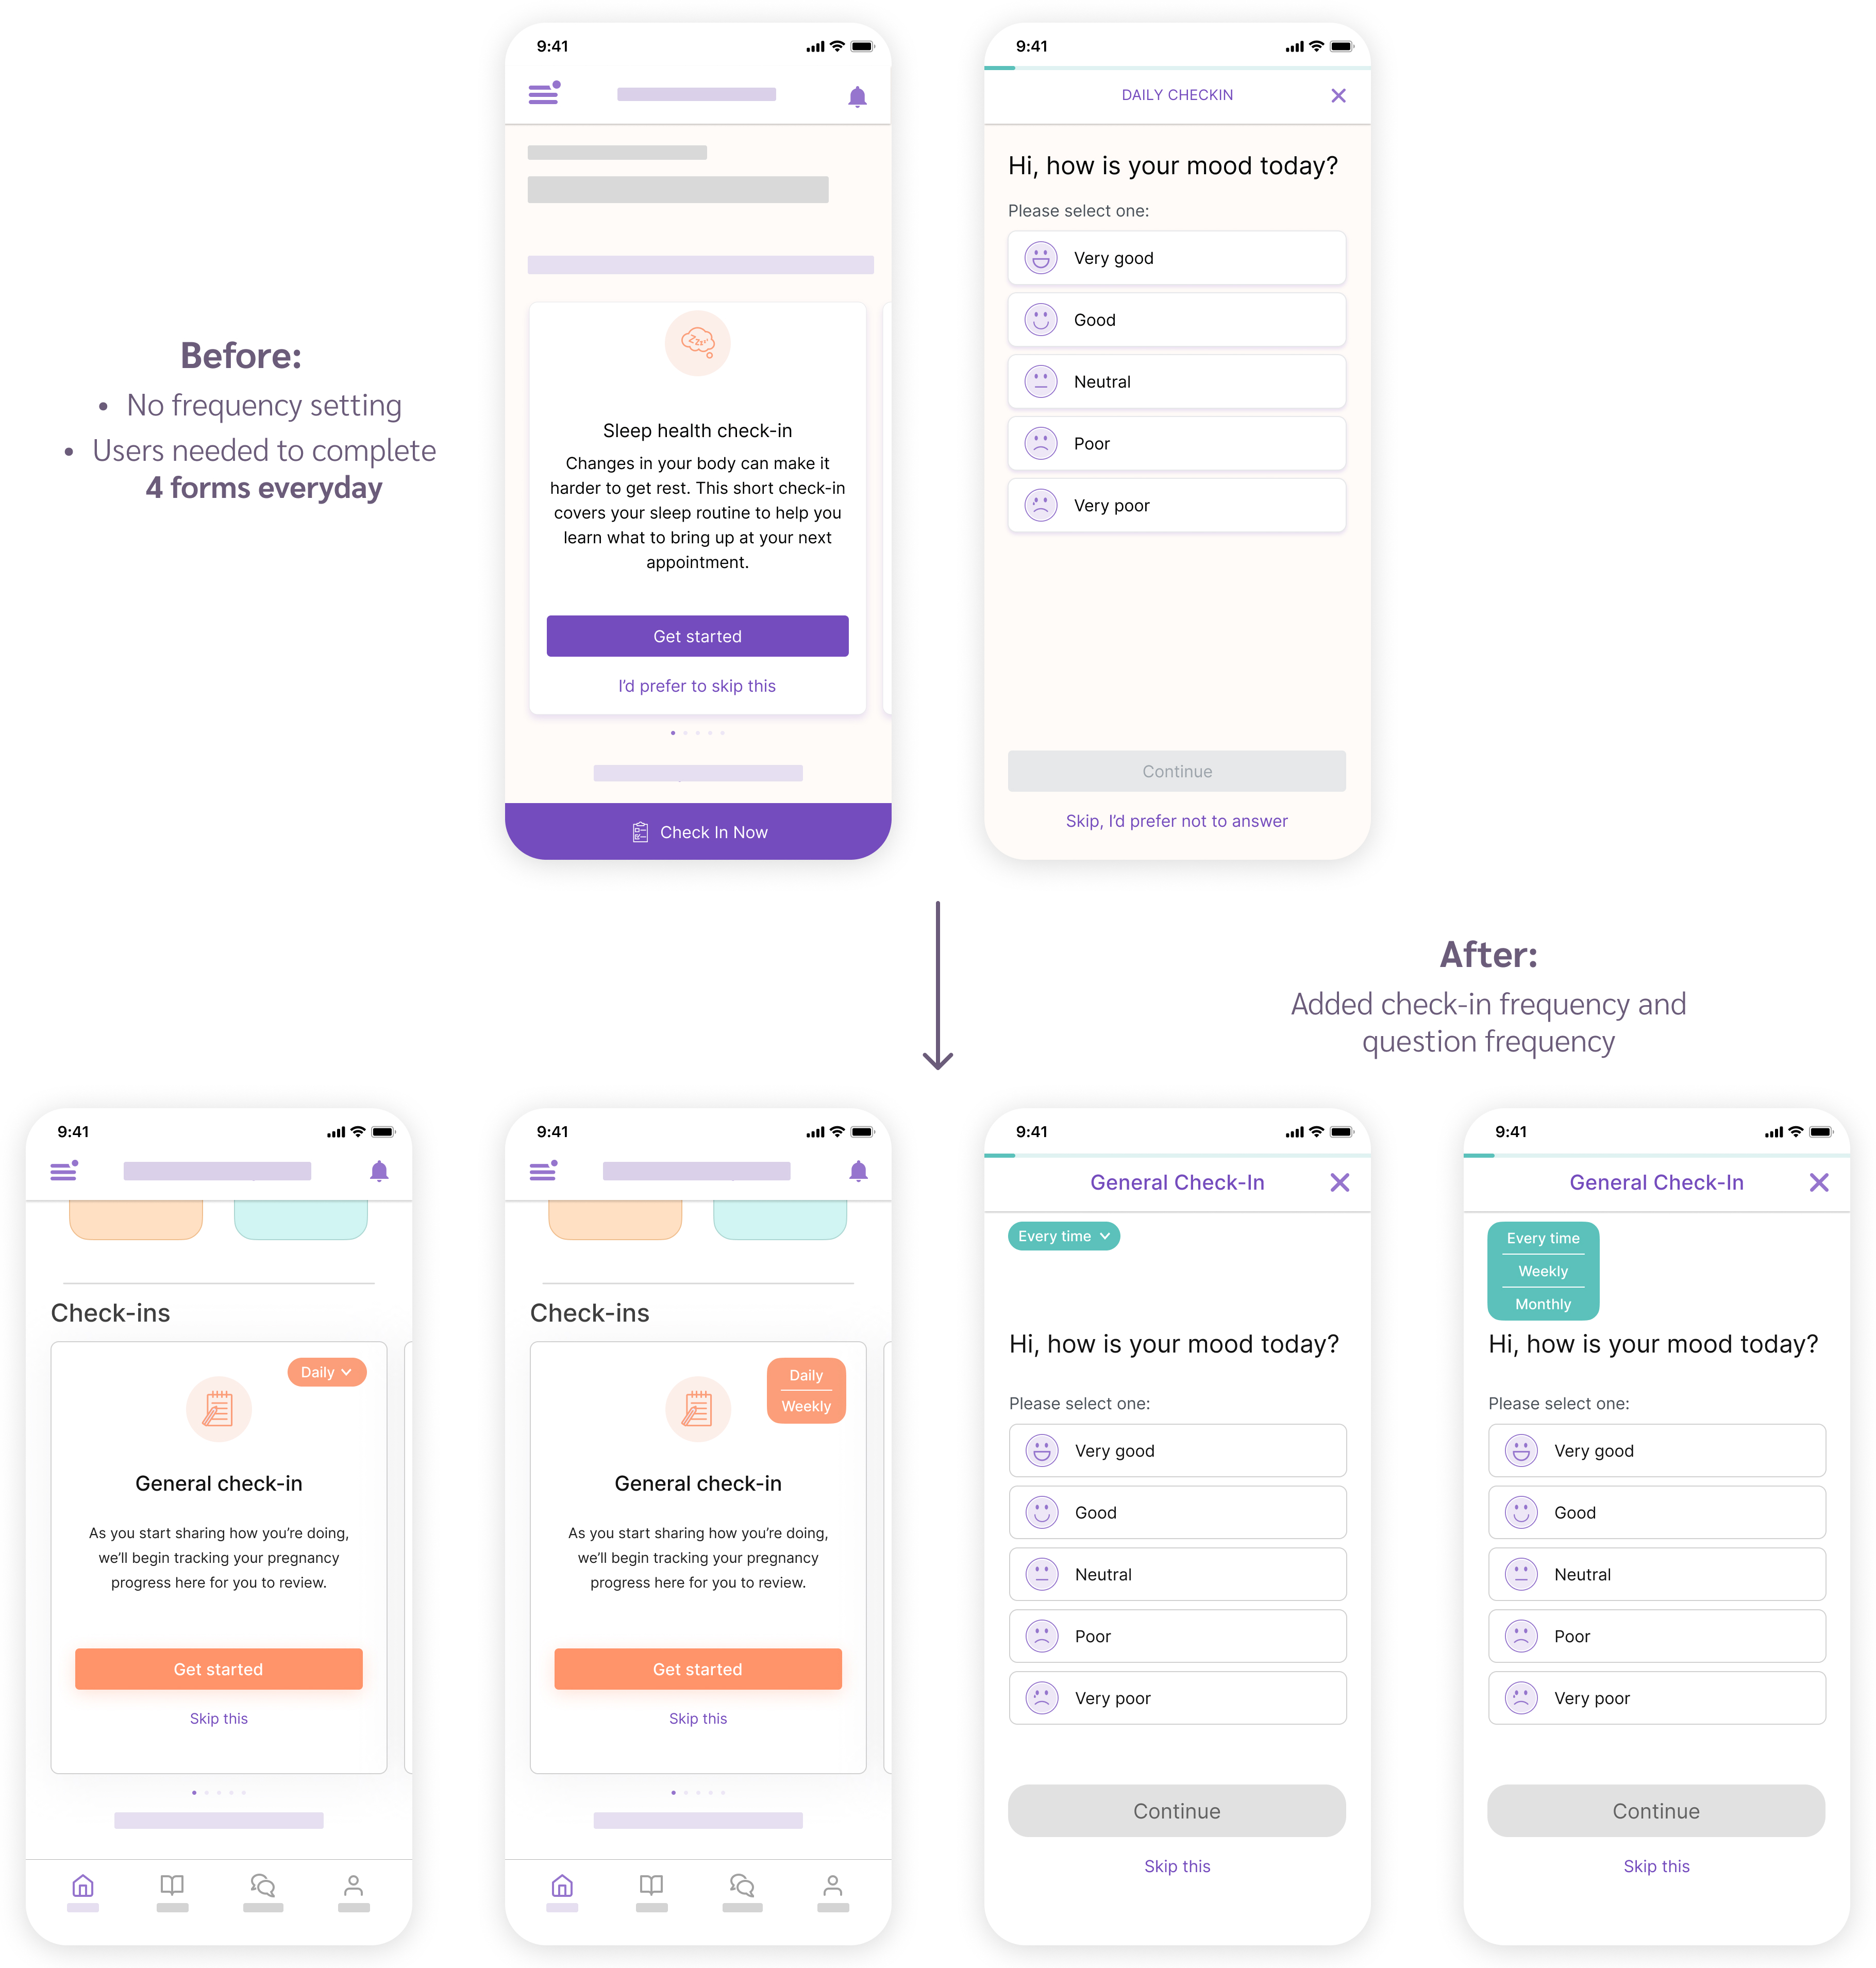 9:41
9:41
DAILY CHECKIN
Hi, how is your mood today?
Please select one:
Very good
Good
Neutral
Poor
Very poor
Continue
Skip, I'd prefer not to answer
Before:
• No frequency setting
• Users needed to complete
4 forms everyday
Zzz
Sleep health check-in
Changes in your body can make it
harder to get rest. This short check-in
covers your sleep routine to help you
learn what to bring up at your next
appointment.
Get started
I'd prefer to skip this
Check In Now
After:
Added check-in frequency and
question frequency
9:41
Check-ins
Daily
General check-in
As you start sharing how you're doing,
we'll begin tracking your pregnancy
progress here for you to review.
Get started
Skip this
9:41
Check-ins
Daily
Weekly
General check-in
As you start sharing how you're doing,
we'll begin tracking your pregnancy
progress here for you to review.
Get started
Skip this
9:41
General Check-In
Every time
Hi, how is your mood today?
Please select one:
Very good
Good
Neutral
Poor
Very poor
Continue
Skip this
9:41
General Check-In
Every time
Weekly
Monthly
Hi, how is your mood today?
Please select one:
Very good
Good
Neutral
Poor
Very poor
Continue
Skip this